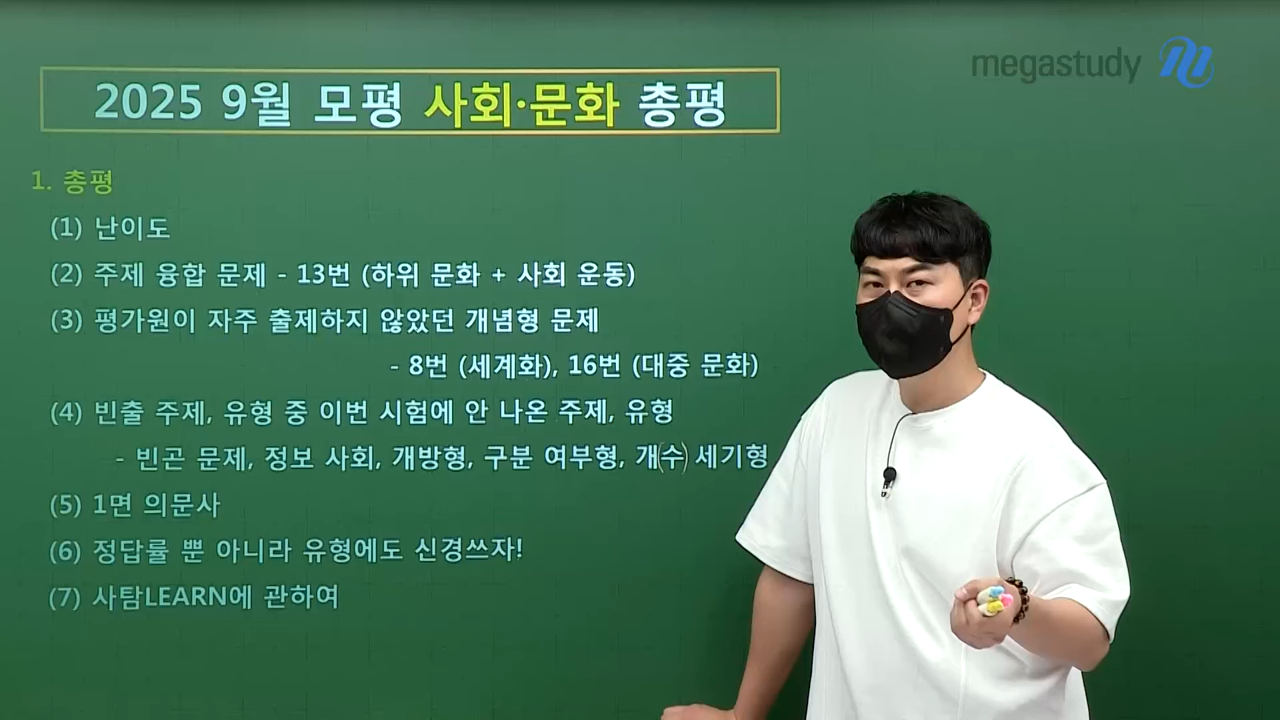 megastudy
2025 9월 모평 사회·문화 총평
1. 총평
(1) 난이도
(2) 주제 융합 문제 - 13번 (하위 문화 + 사회 운동)
(3) 평가원이 자주 출제하지 않았던 개념형 문제
- 8번 (세계화), 16번 (대중 문화)
(4) 빈출 주제, 유형 중 이번 시험에 안 나온 주제, 유형
- 빈곤 문제, 정보 사회, 개방형, 구분 여부형, 개(수) 세기형
(5) 1면 의문사
(6) 정답률 뿐 아니라 유형에도 신경쓰자!
(7) 사탐LEARN에 관하여